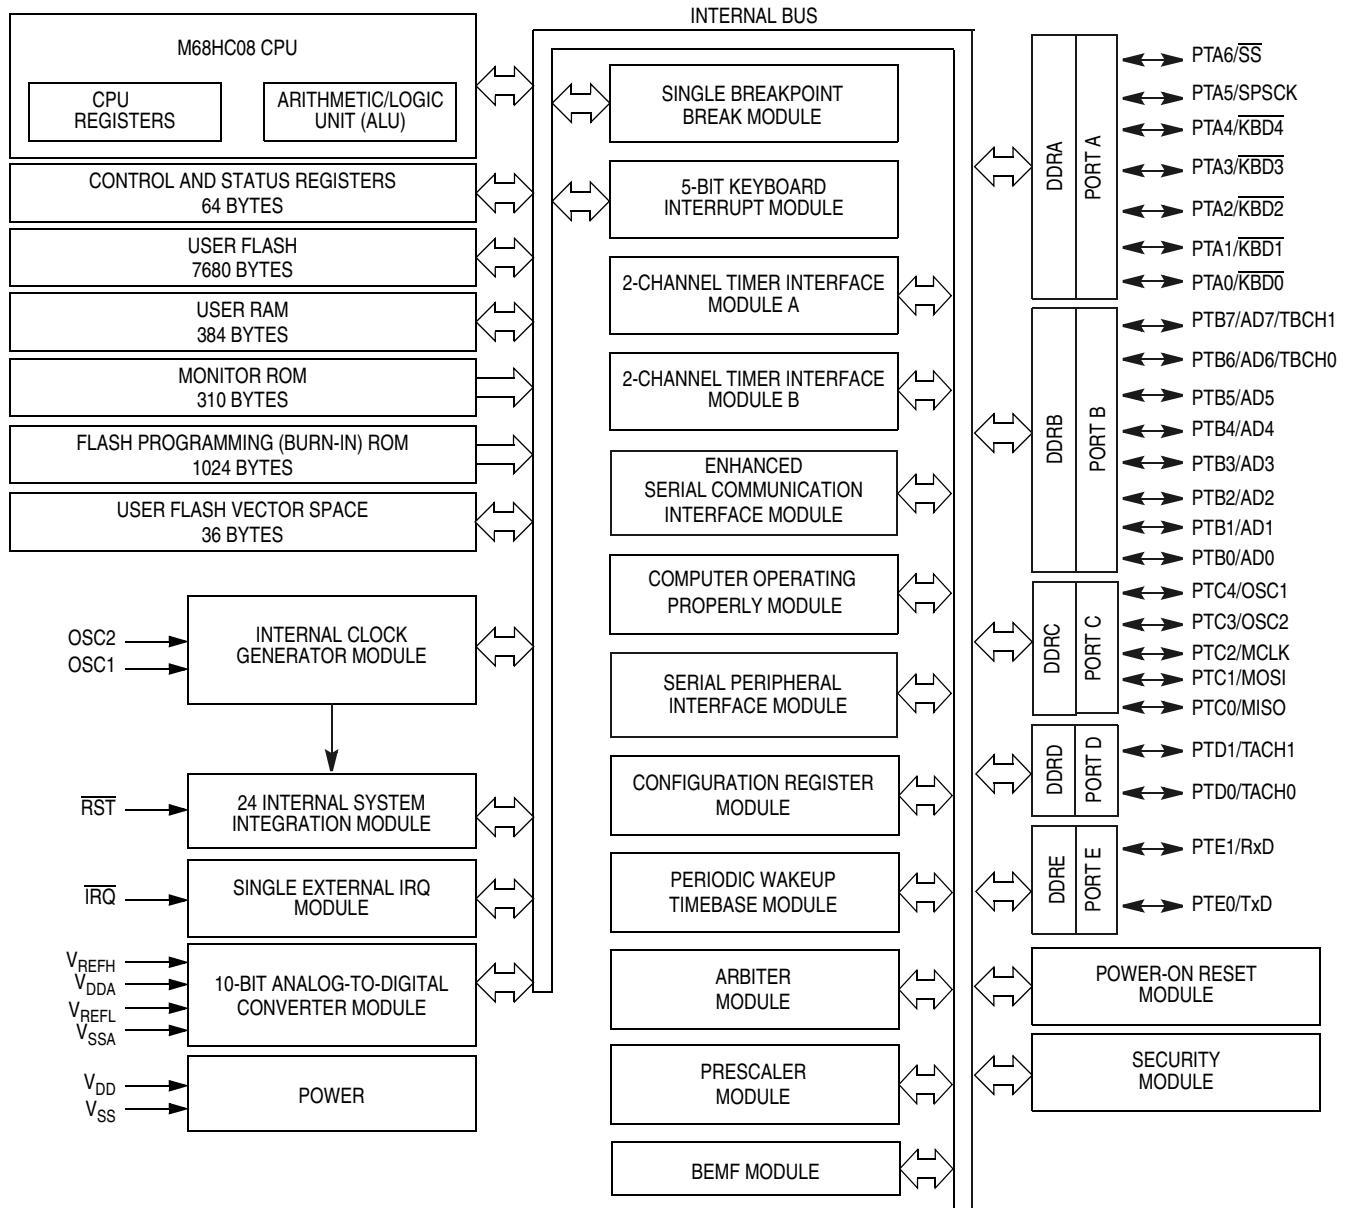 INTERNAL BUS
M68HC08 CPU
CPU
REGISTERS
ARITHMETIC/LOGIC
UNIT (ALU)
CONTROL AND STATUS REGISTERS
64 BYTES
USER FLASH
7680 BYTES
USER RAM
384 BYTES
MONITOR ROM
310 BYTES
FLASH PROGRAMMING (BURN-IN) ROM
1024 BYTES
USER FLASH VECTOR SPACE
36 BYTES
OSC2
OSC1
INTERNAL CLOCK
GENERATOR MODULE
RST
24 INTERNAL SYSTEM
INTEGRATION MODULE
IRQ
SINGLE EXTERNAL IRQ
MODULE
VREFH
VDDA
VREFL
VSSA
10-BIT ANALOG-TO-DIGITAL
CONVERTER MODULE
VDD
VSS
POWER
SINGLE BREAKPOINT
BREAK MODULE
5-BIT KEYBOARD
INTERRUPT MODULE
2-CHANNEL TIMER INTERFACE
MODULE A
2-CHANNEL TIMER INTERFACE
MODULE B
ENHANCED
SERIAL COMMUNICATION
INTERFACE MODULE
COMPUTER OPERATING
PROPERLY MODULE
SERIAL PERIPHERAL
INTERFACE MODULE
CONFIGURATION REGISTER
MODULE
PERIODIC WAKEUP
TIMEBASE MODULE
ARBITER
MODULE
PRESCALER
MODULE
BEMF MODULE
DDRA
PORT A
PTA6/SS
PTA5/SPSCK
PTA4/KBD4
PTA3/KBD3
PTA2/KBD2
PTA1/KBD1
PTA0/KBD0
DDRB
PORT B
PTB7/AD7/TBCH1
PTB6/AD6/TBCH0
PTB5/AD5
PTB4/AD4
PTB3/AD3
PTB2/AD2
PTB1/AD1
PTB0/AD0
DDRC
PORT C
PTC4/OSC1
PTC3/OSC2
PTC2/MCLK
PTC1/MOSI
PTC0/MISO
DDRD
PORT D
PTD1/TACH1
PTD0/TACH0
DDRE
PORT E
PTE1/RxD
PTE0/TxD
POWER-ON RESET
MODULE
SECURITY
MODULE